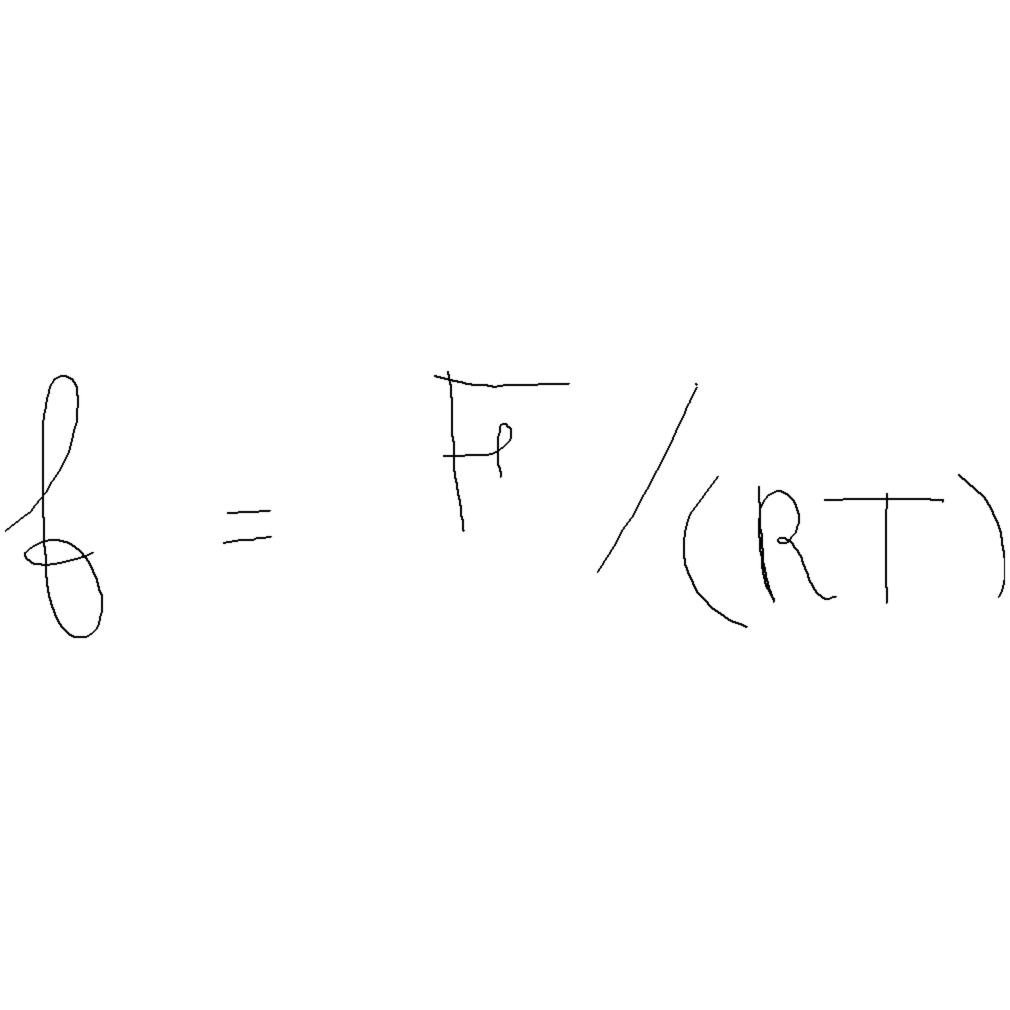 f = F/(RT)